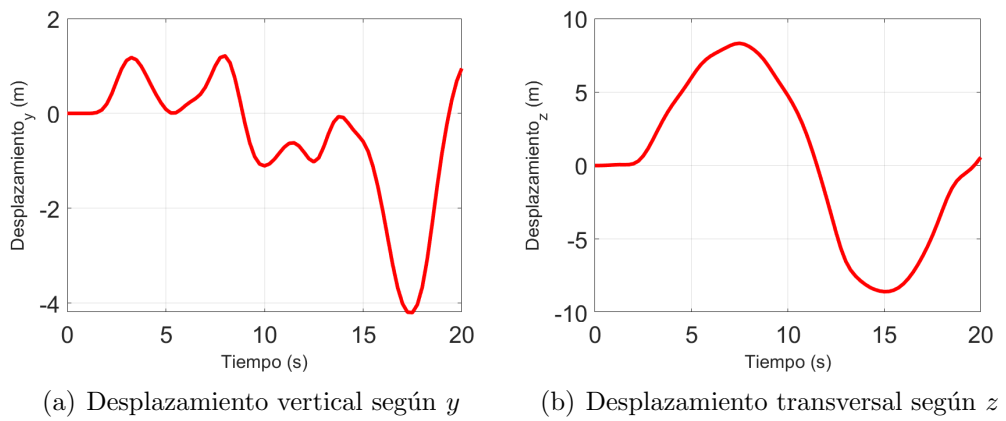 2
0
-2
-4
0 5 10 15 20
Desplazamiento_y (m)
Tiempo (s)
(a) Desplazamiento vertical según y
10
5
0
-5
-10
0 5 10 15 20
Desplazamiento_z (m)
Tiempo (s)
(b) Desplazamiento transversal según z